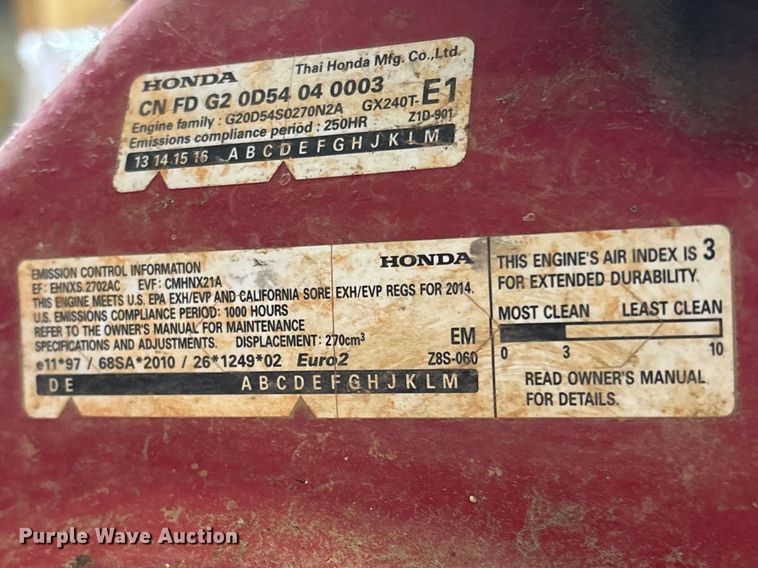 HONDA Thai Honda Mfg. Co.,Ltd.
CN FD G2 0D54 04 0003
Engine family : G20D54S0270N2A GX240T-E1
Emissions compliance period : 250HR Z1D-901
13 14 15 16 A B C D E F G H J K L M
EMISSION CONTROL INFORMATION HONDA
EF: EHNXS.2702AC EVF: CMHNX21A
THIS ENGINE MEETS U.S. EPA EXH/EVP AND CALIFORNIA SORE EXH/EVP REGS FOR 2014.
U.S. EMISSIONS COMPLIANCE PERIOD: 1000 HOURS
REFER TO THE OWNER'S MANUAL FOR MAINTENANCE
SPECIFICATIONS AND ADJUSTMENTS. DISPLACEMENT: 270cm³ EM
e11*97 / 68SA*2010 / 26*1249*02 Euro2 Z8S-060
D E A B C D E F G H J K L M
THIS ENGINE'S AIR INDEX IS 3
FOR EXTENDED DURABILITY.
MOST CLEAN LEAST CLEAN
0 3 10
READ OWNER'S MANUAL
FOR DETAILS.
Purple Wave Auction